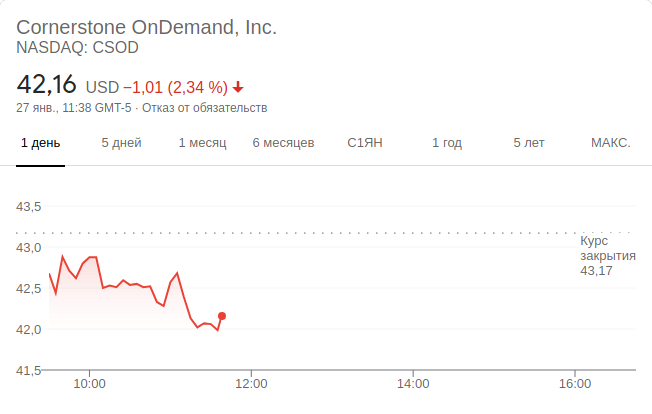 Cornerstone OnDemand, Inc.
NASDAQ: CSOD
42,16 USD −1,01 (2,34 %)
27 янв., 11:38 GMT-5 · Отказ от обязательств
1 день 5 дней 1 месяц 6 месяцев С1ЯН 1 год 5 лет МАКС.
43,5
Курс
закрытия
43,17
43,0
42,5
42,0
41,5
10:00 12:00 14:00 16:00